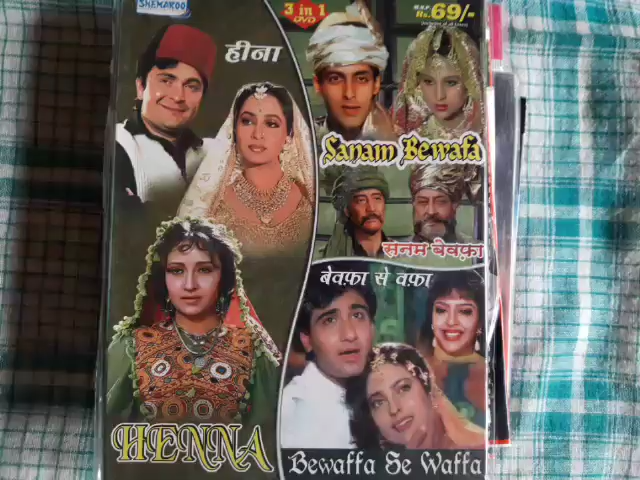 SHEMAROO
3 in 1
DVD
M.R.P.
Rs.69/-
हीना
Sanam Bewafa
सनम बेवफ़ा
बेवफ़ा से वफ़ा
HENNA
Bewaffa Se Waffa